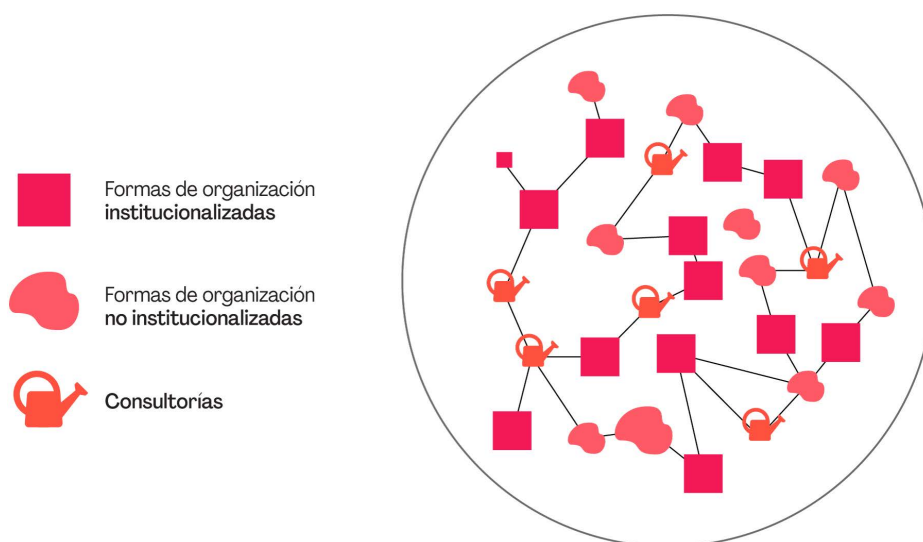 Formas de organización
institucionalizadas
Formas de organización
no institucionalizadas
Consultorías